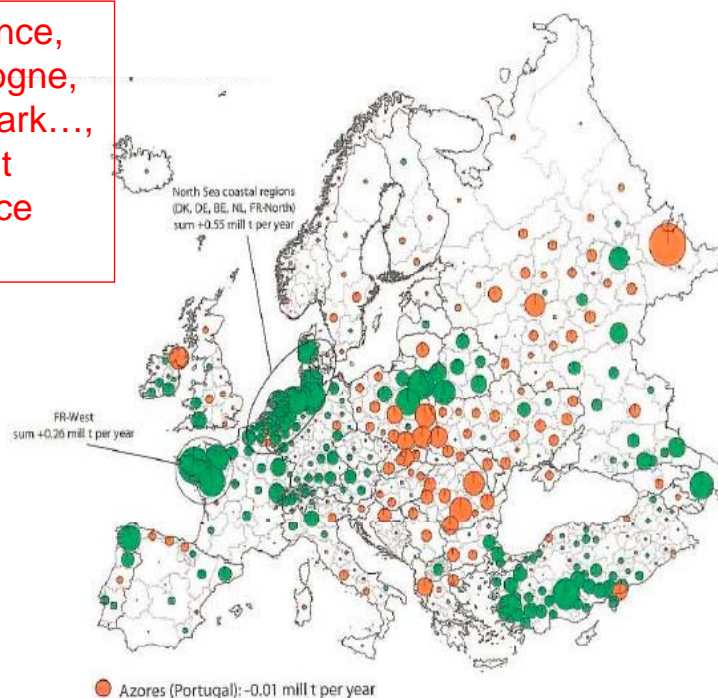 nce,
ogne,
ark…,
t
ce
North Sea coastal regions
(DK, DE, BE, NL, FR-North)
sum +0.55 mill t per year
FR-West
sum +0.26 mill t per year
Azores (Portugal): -0.01 mill t per year